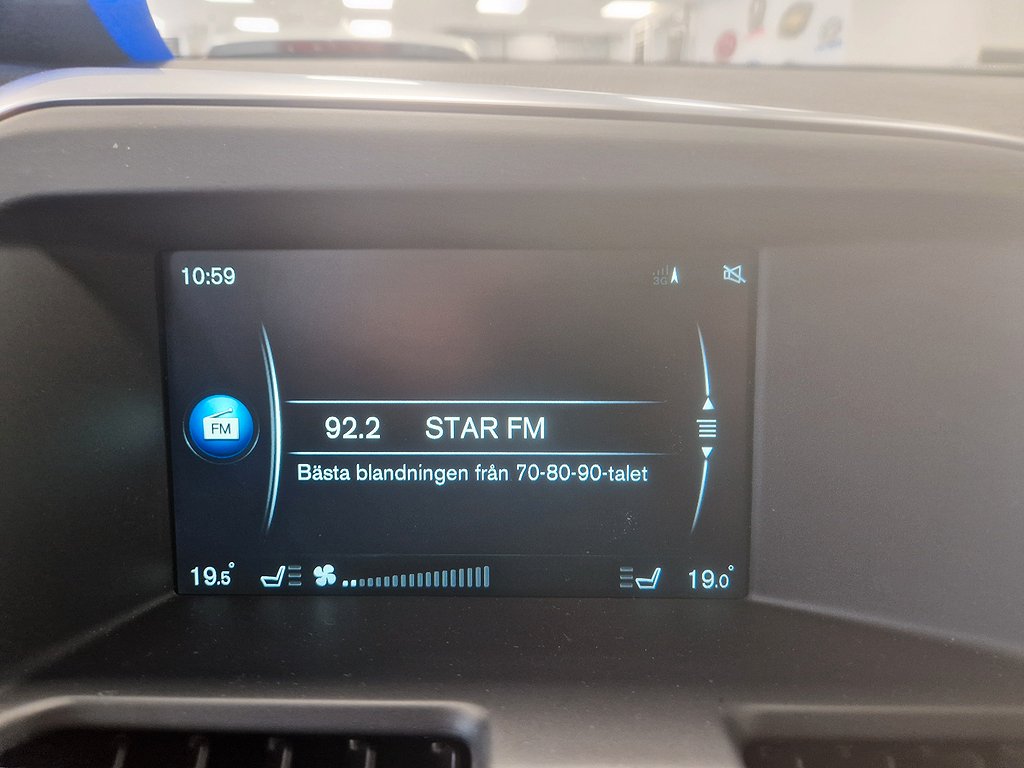 10:59
3G
FM
92.2 STAR FM
Bästa blandningen från 70-80-90-talet
19.5° 19.0°